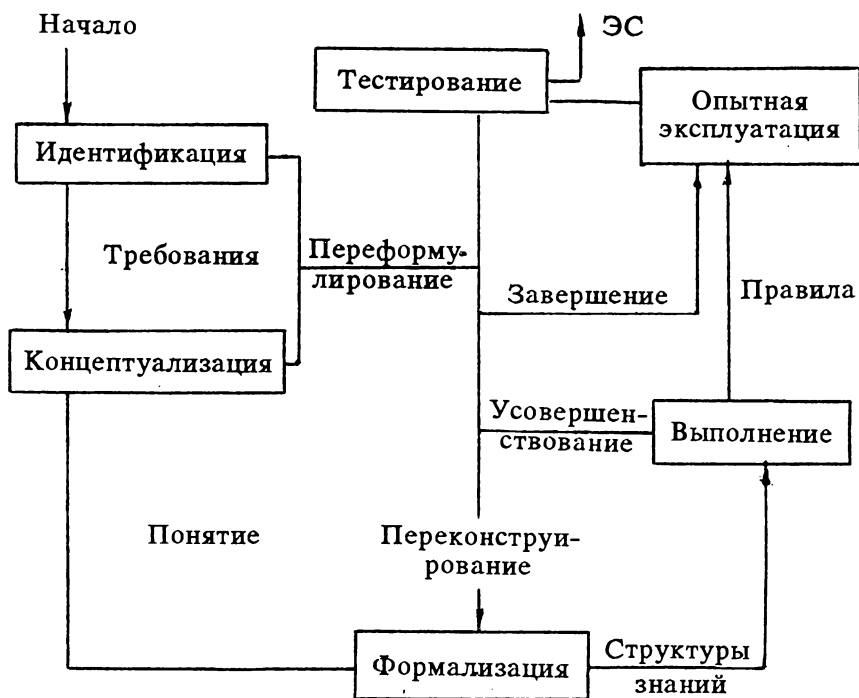 Начало
ЭС
Тестирование
Опытная
эксплуатация
Идентификация
Требования
Переформу-
лирование
Завершение
Правила
Концептуализация
Усовершен-
ствование
Выполнение
Понятие
Переконструи-
рование
Формализация
Структуры
знаний